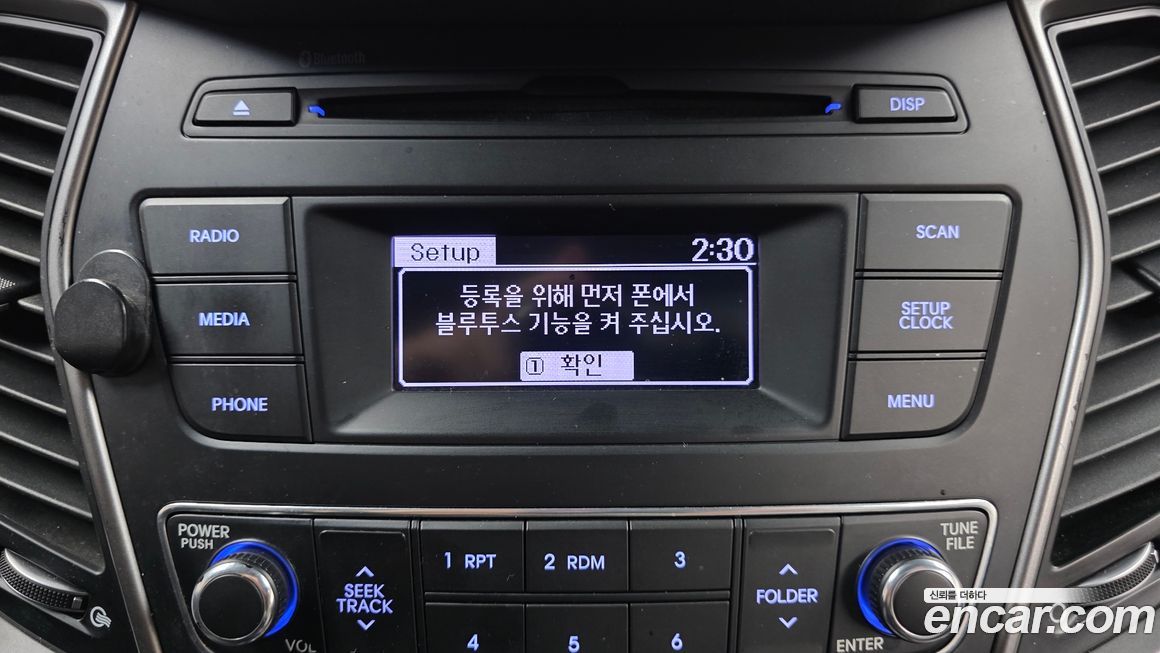 Bluetooth
DISP
RADIO
SCAN
Setup 2:30
등록을 위해 먼저 폰에서
블루투스 기능을 켜 주십시오.
1 확인
MEDIA
SETUP
CLOCK
PHONE
MENU
POWER
PUSH
VOL
SEEK
TRACK
1 RPT
2 RDM
3
4
5
6
FOLDER
TUNE
FILE
ENTER
신뢰를 더하다
encar.com